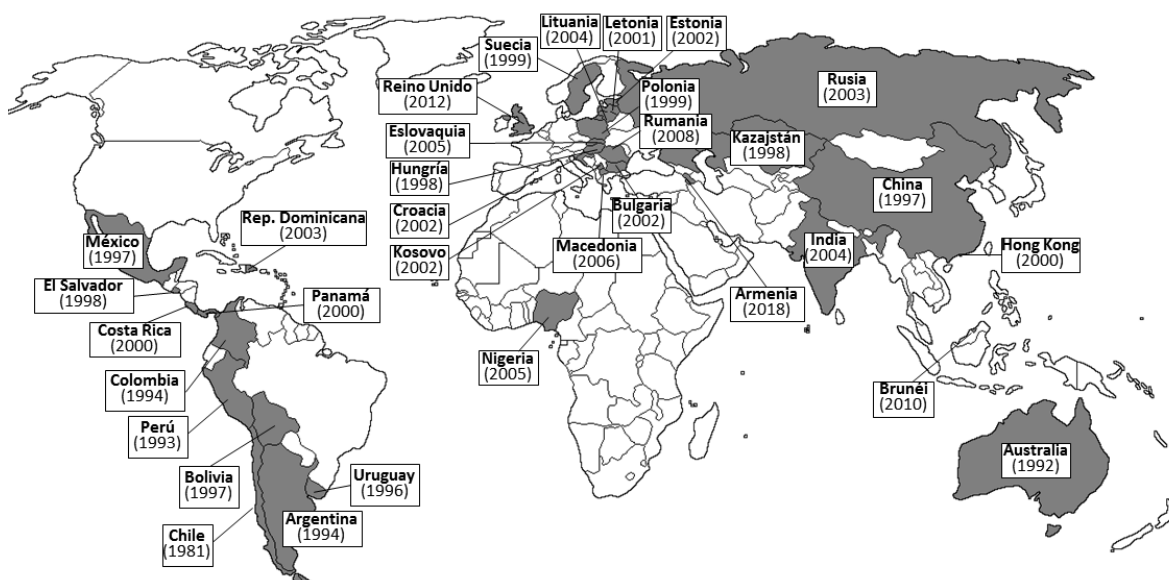 Lituania
(2004)
Letonia
(2001)
Estonia
(2002)
Suecia
(1999)
Reino Unido
(2012)
Polonia
(1999)
Rusia
(2003)
Eslovaquia
(2005)
Rumania
(2008)
Kazajstán
(1998)
Hungría
(1998)
China
(1997)
Croacia
(2002)
Bulgaria
(2002)
Rep. Dominicana
(2003)
México
(1997)
Kosovo
(2002)
Macedonia
(2006)
India
(2004)
Hong Kong
(2000)
El Salvador
(1998)
Panamá
(2000)
Armenia
(2018)
Costa Rica
(2000)
Nigeria
(2005)
Colombia
(1994)
Brunéi
(2010)
Perú
(1993)
Australia
(1992)
Bolivia
(1997)
Uruguay
(1996)
Argentina
(1994)
Chile
(1981)